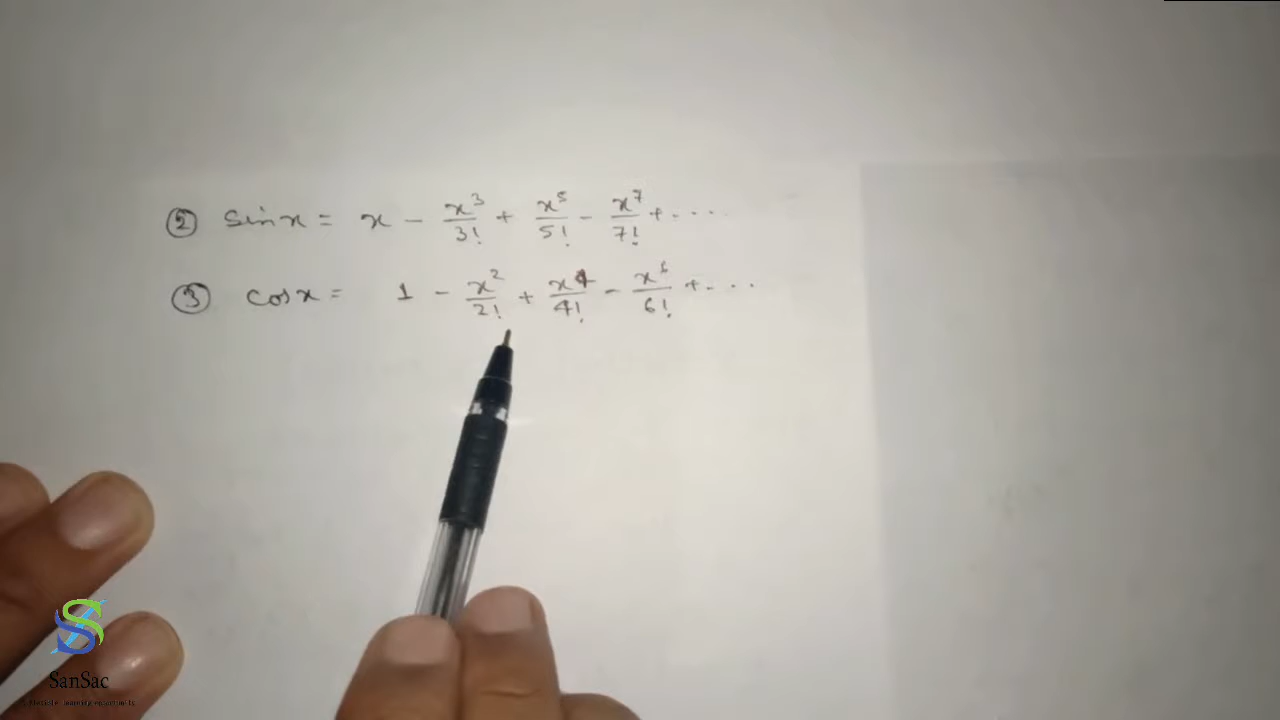 ② sin x = x - x³/3! + x⁵/5! - x⁷/7! + ....
③ cos x = 1 - x²/2! + x⁴/4! - x⁶/6! + ....
SanSac